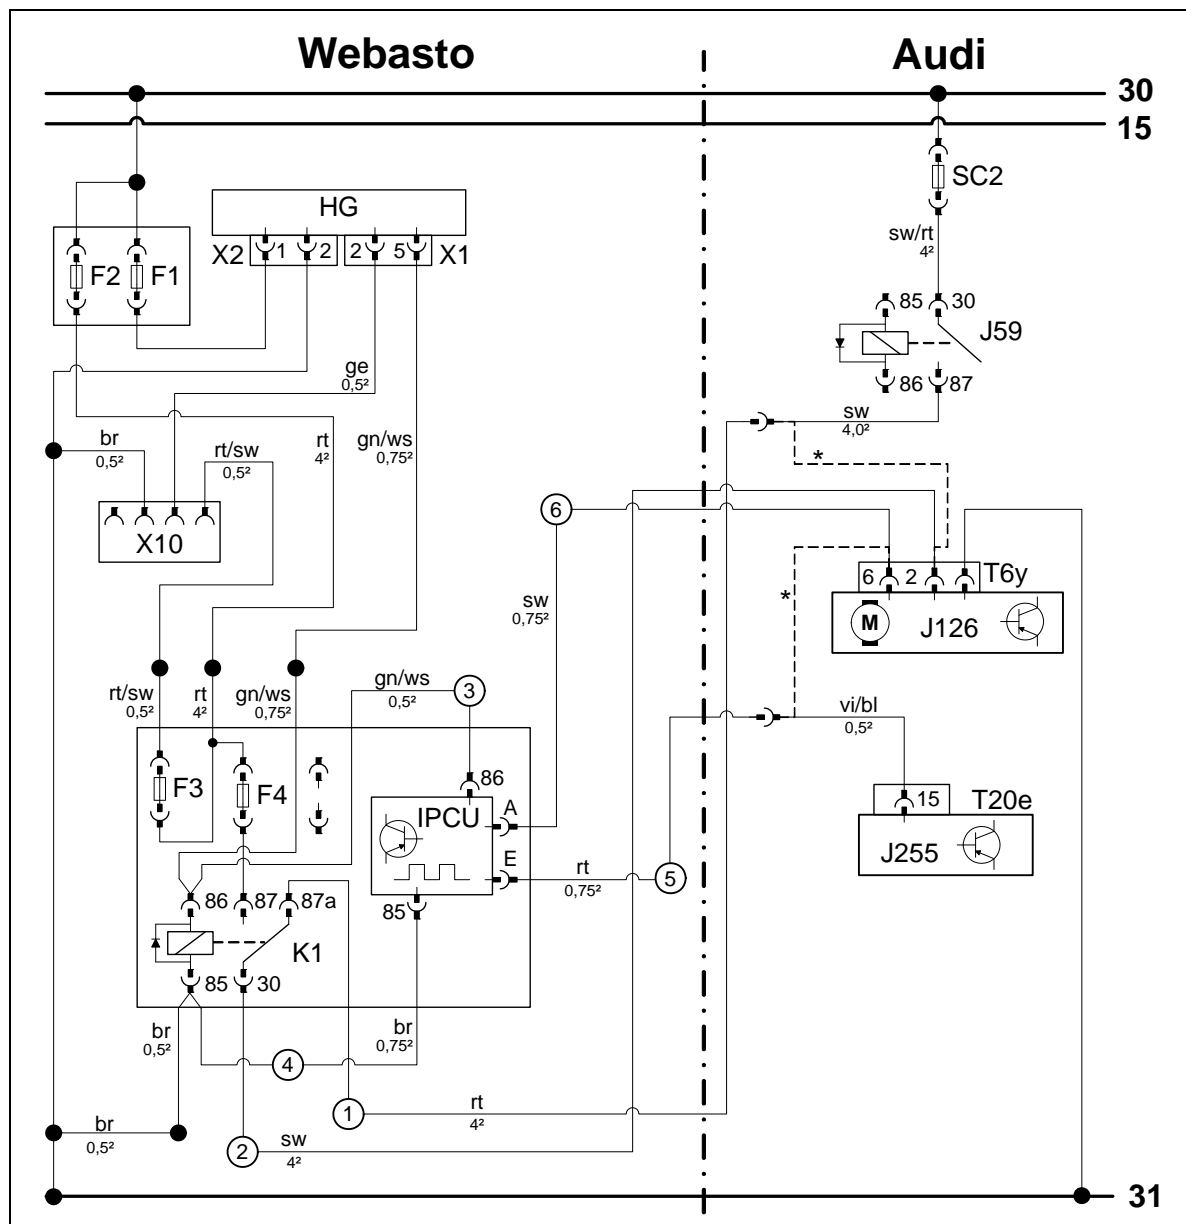 Webasto Audi
30
15
SC2
HG
X2 1 2 2 5 X1
sw/rt
4²
F2 F1
85 30
J59
86 87
ge
0,5²
sw
4,0²
br
0,5²
rt/sw
0,5²
rt
4²
gn/ws
0,75²
*
6
X10
6 2 T6y
sw
0,75²
*
M J126
rt/sw
0,5²
rt
4²
gn/ws
0,75²
gn/ws
0,5²
3
vi/bl
0,5²
F3 F4
86
IPCU A
15 T20e
E
J255
rt
0,75²
5
86 87 87a
85
K1
85 30
br
0,5²
br
0,75²
4
1
rt
4²
br
0,5²
2
sw
4²
31